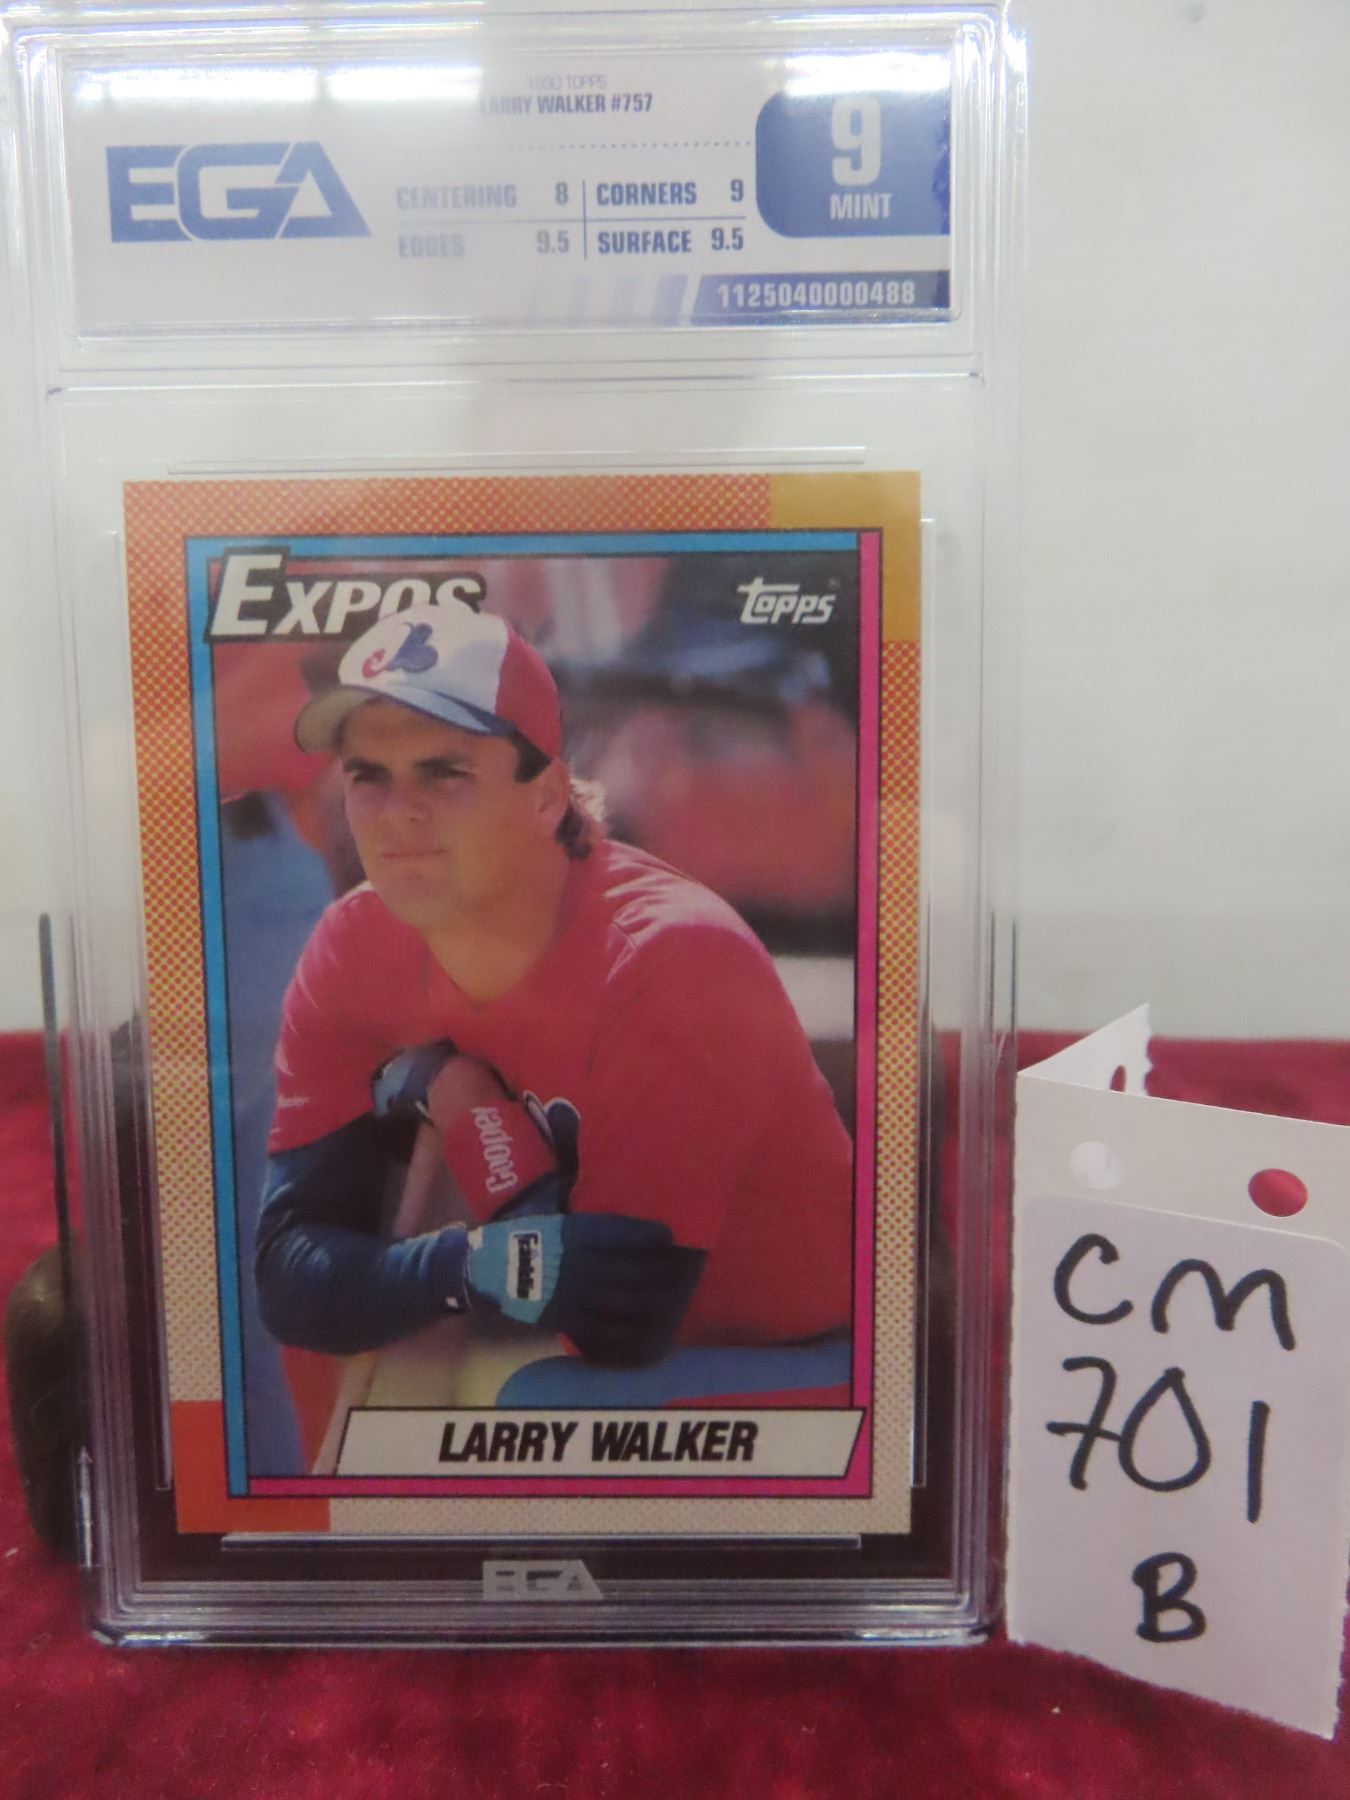 1990 TOPPS
LARRY WALKER #757
EGA
CENTERING 8 CORNERS 9
EDGES 9.5 SURFACE 9.5
9
MINT
1125040000488
EXPOS
topps
Cooper
Franklin
LARRY WALKER
EGA
CM
701
B